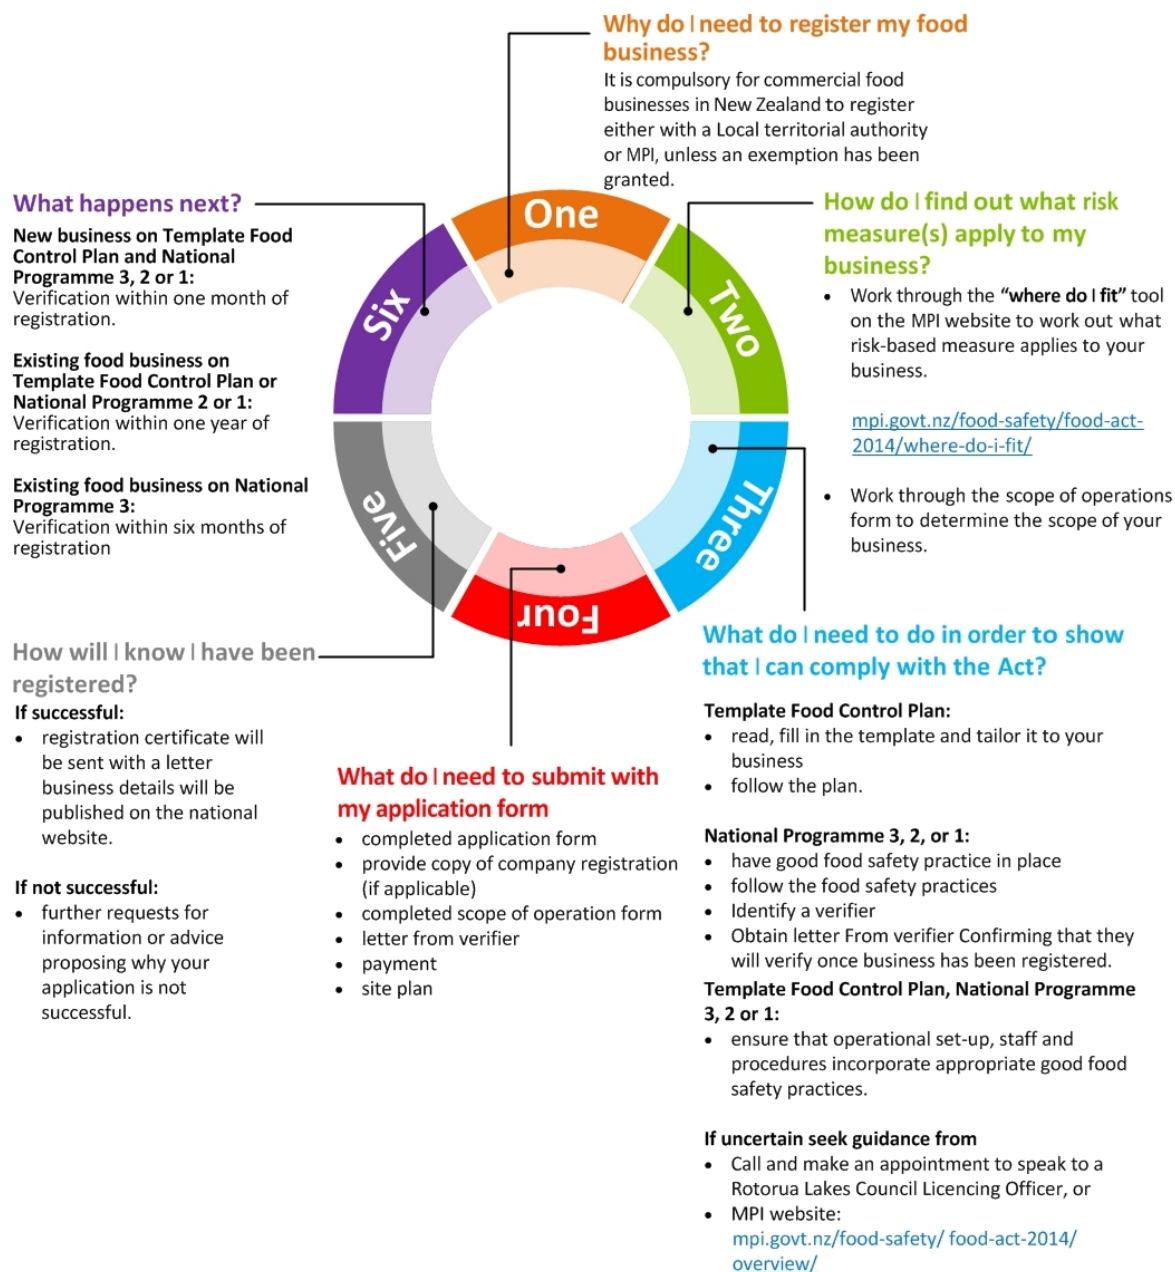 Why do I need to register my food
business?
It is compulsory for commercial food
businesses in New Zealand to register
either with a Local territorial authority
or MPI, unless an exemption has been
granted.
One
Two
Three
Four
Five
Six
How do I find out what risk
measure(s) apply to my
business?
• Work through the “where do I fit” tool
on the MPI website to work out what
risk-based measure applies to your
business.
mpi.govt.nz/food-safety/food-act-
2014/where-do-i-fit/
• Work through the scope of operations
form to determine the scope of your
business.
What do I need to do in order to show
that I can comply with the Act?
Template Food Control Plan:
• read, fill in the template and tailor it to your
business
• follow the plan.
National Programme 3, 2, or 1:
• have good food safety practice in place
• follow the food safety practices
• Identify a verifier
• Obtain letter From verifier Confirming that they
will verify once business has been registered.
Template Food Control Plan, National Programme
3, 2 or 1:
• ensure that operational set-up, staff and
procedures incorporate appropriate good food
safety practices.
If uncertain seek guidance from
• Call and make an appointment to speak to a
Rotorua Lakes Council Licencing Officer, or
• MPI website:
mpi.govt.nz/food-safety/ food-act-2014/
overview/
What do I need to submit with
my application form
• completed application form
• provide copy of company registration
(if applicable)
• completed scope of operation form
• letter from verifier
• payment
• site plan
How will I know I have been
registered?
If successful:
• registration certificate will
be sent with a letter
business details will be
published on the national
website.
If not successful:
• further requests for
information or advice
proposing why your
application is not
successful.
What happens next?
New business on Template Food
Control Plan and National
Programme 3, 2 or 1:
Verification within one month of
registration.
Existing food business on
Template Food Control Plan or
National Programme 2 or 1:
Verification within one year of
registration.
Existing food business on National
Programme 3:
Verification within six months of
registration